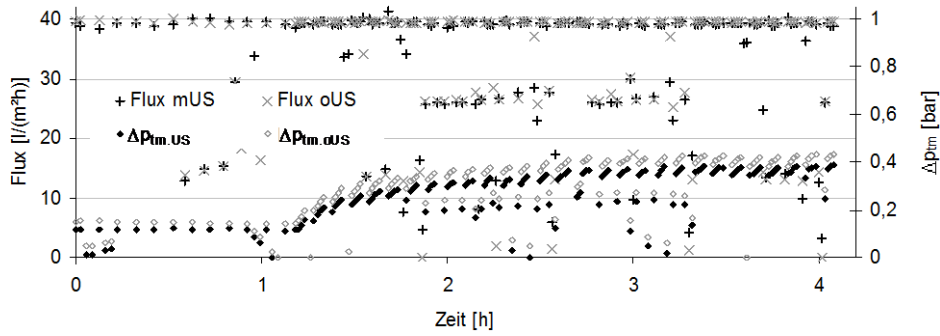 40
30
20
10
0
Flux [l/(m²h)]
+ Flux mUS
× Flux oUS
Δptm.US
Δptm.oUS
1
0,8
0,6
0,4
0,2
0
Δptm [bar]
0
1
2
3
4
Zeit [h]